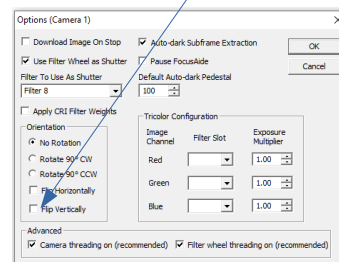 Options (Camera 1)
Download Image On Stop
Auto-dark Subframe Extraction
OK
Use Filter Wheel as Shutter
Pause FocusAide
Cancel
Filter To Use As Shutter
Default Auto-dark Pedestal
Filter 8
100
Apply CRI Filter Weights
Orientation
No Rotation
Rotate 90° CW
Rotate 90° CCW
Flip Horizontally
Flip Vertically
Tricolor Configuration
Image Channel
Filter Slot
Exposure Multiplier
Red
1.00
Green
1.00
Blue
1.00
Advanced
Camera threading on (recommended)
Filter wheel threading on (recommended)